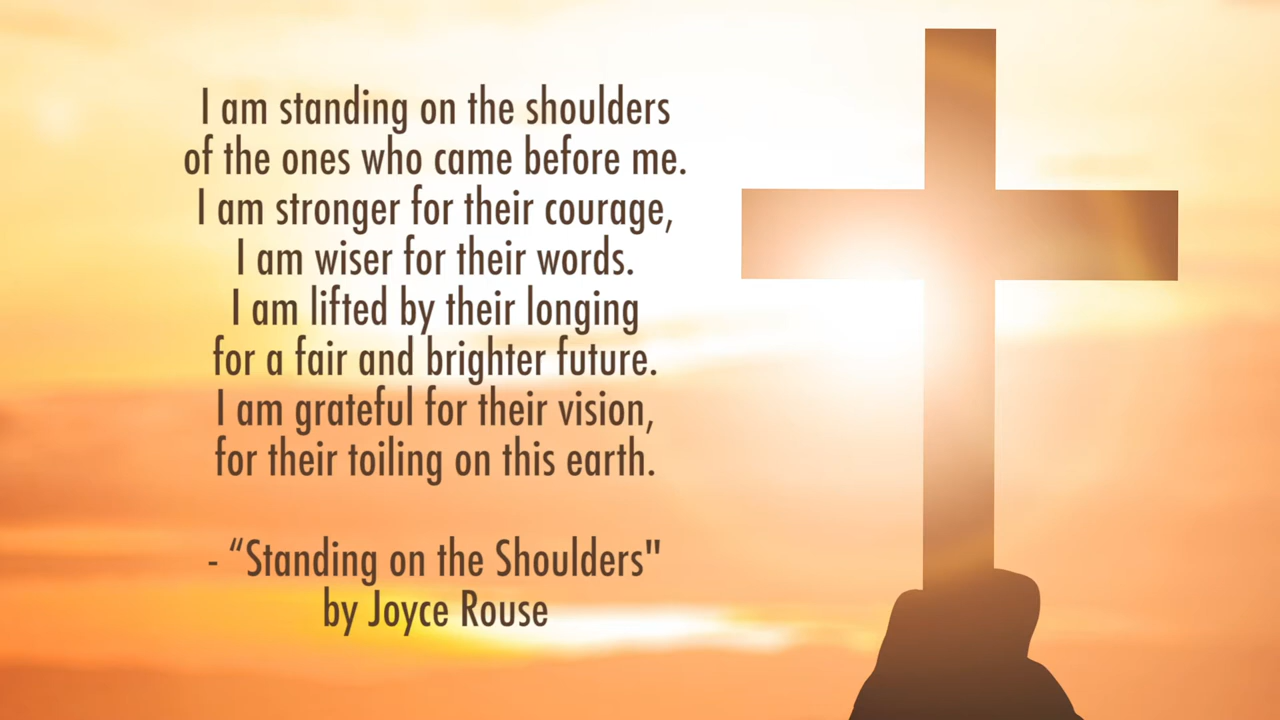 I am standing on the shoulders
of the ones who came before me.
I am stronger for their courage,
I am wiser for their words.
I am lifted by their longing
for a fair and brighter future.
I am grateful for their vision,
for their toiling on this earth.
- “Standing on the Shoulders"
by Joyce Rouse